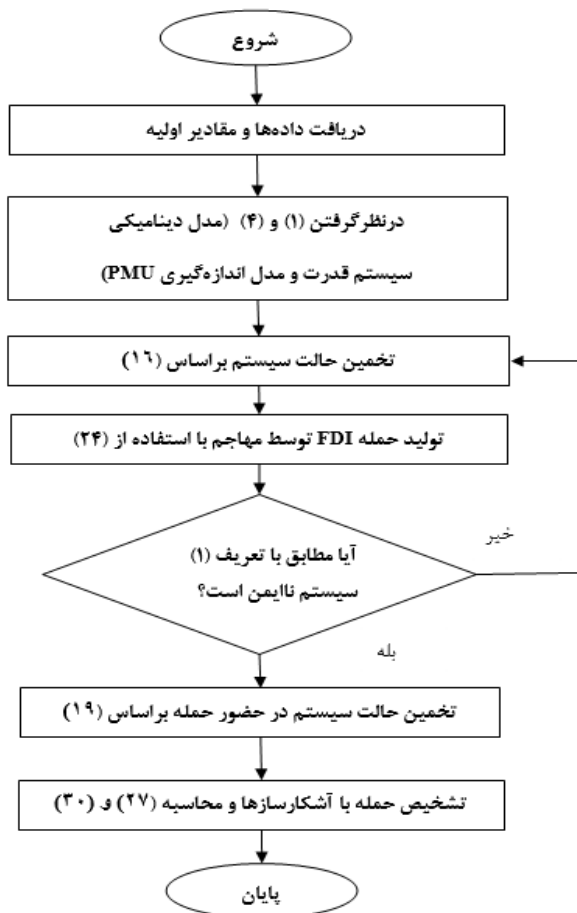 شروع
دریافت داده‌ها و مقادیر اولیه
درنظرگرفتن (۱) و (۴) (مدل دینامیکی
سیستم قدرت و مدل اندازه‌گیری PMU)
تخمین حالت سیستم براساس (۱۶)
تولید حمله FDI توسط مهاجم با استفاده از (۲۴)
آیا مطابق با تعریف (۱)
سیستم ناایمن است؟
خیر
بله
تخمین حالت سیستم در حضور حمله براساس (۱۹)
تشخیص حمله با آشکارسازها و محاسبه (۲۷) و (۳۰)
پایان